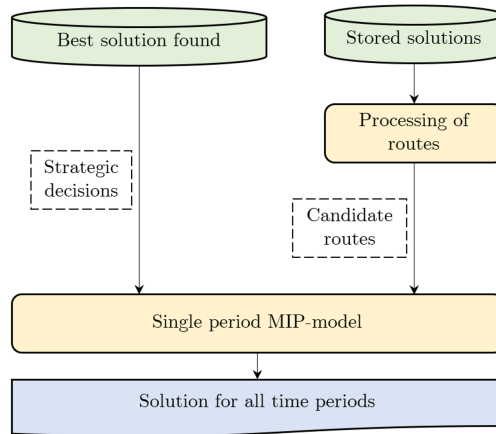 Best solution found
Stored solutions
Processing of
routes
Strategic
decisions
Candidate
routes
Single period MIP-model
Solution for all time periods